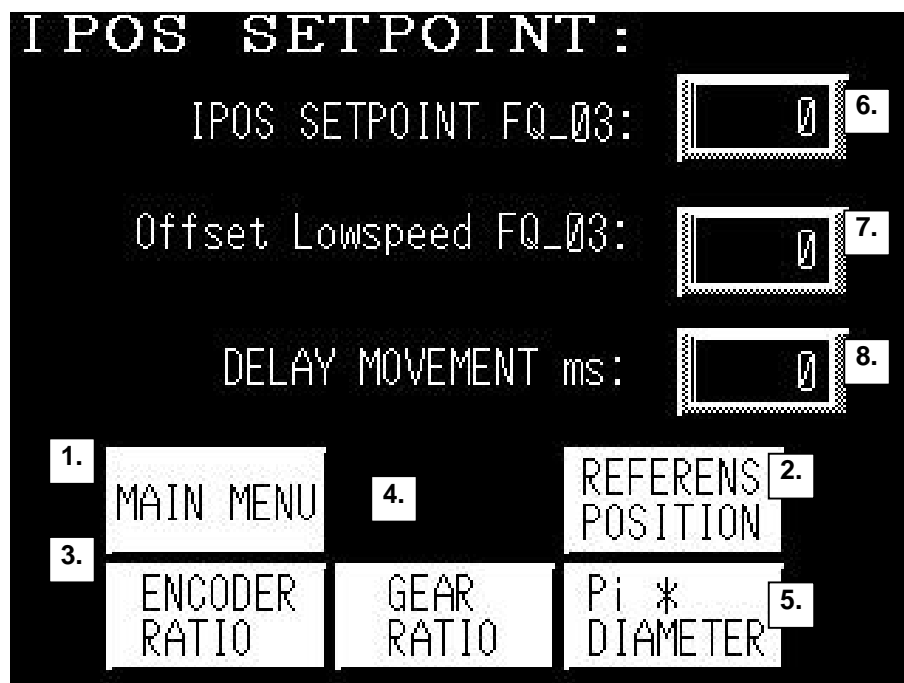 IPOS SETPOINT:
IPOS SETPOINT FQ_03: 0 6.
Offset Lowspeed FQ_03: 0 7.
DELAY MOVEMENT ms: 0 8.
1. MAIN MENU
4.
REFERENS POSITION 2.
3. ENCODER RATIO
GEAR RATIO
Pi * DIAMETER 5.